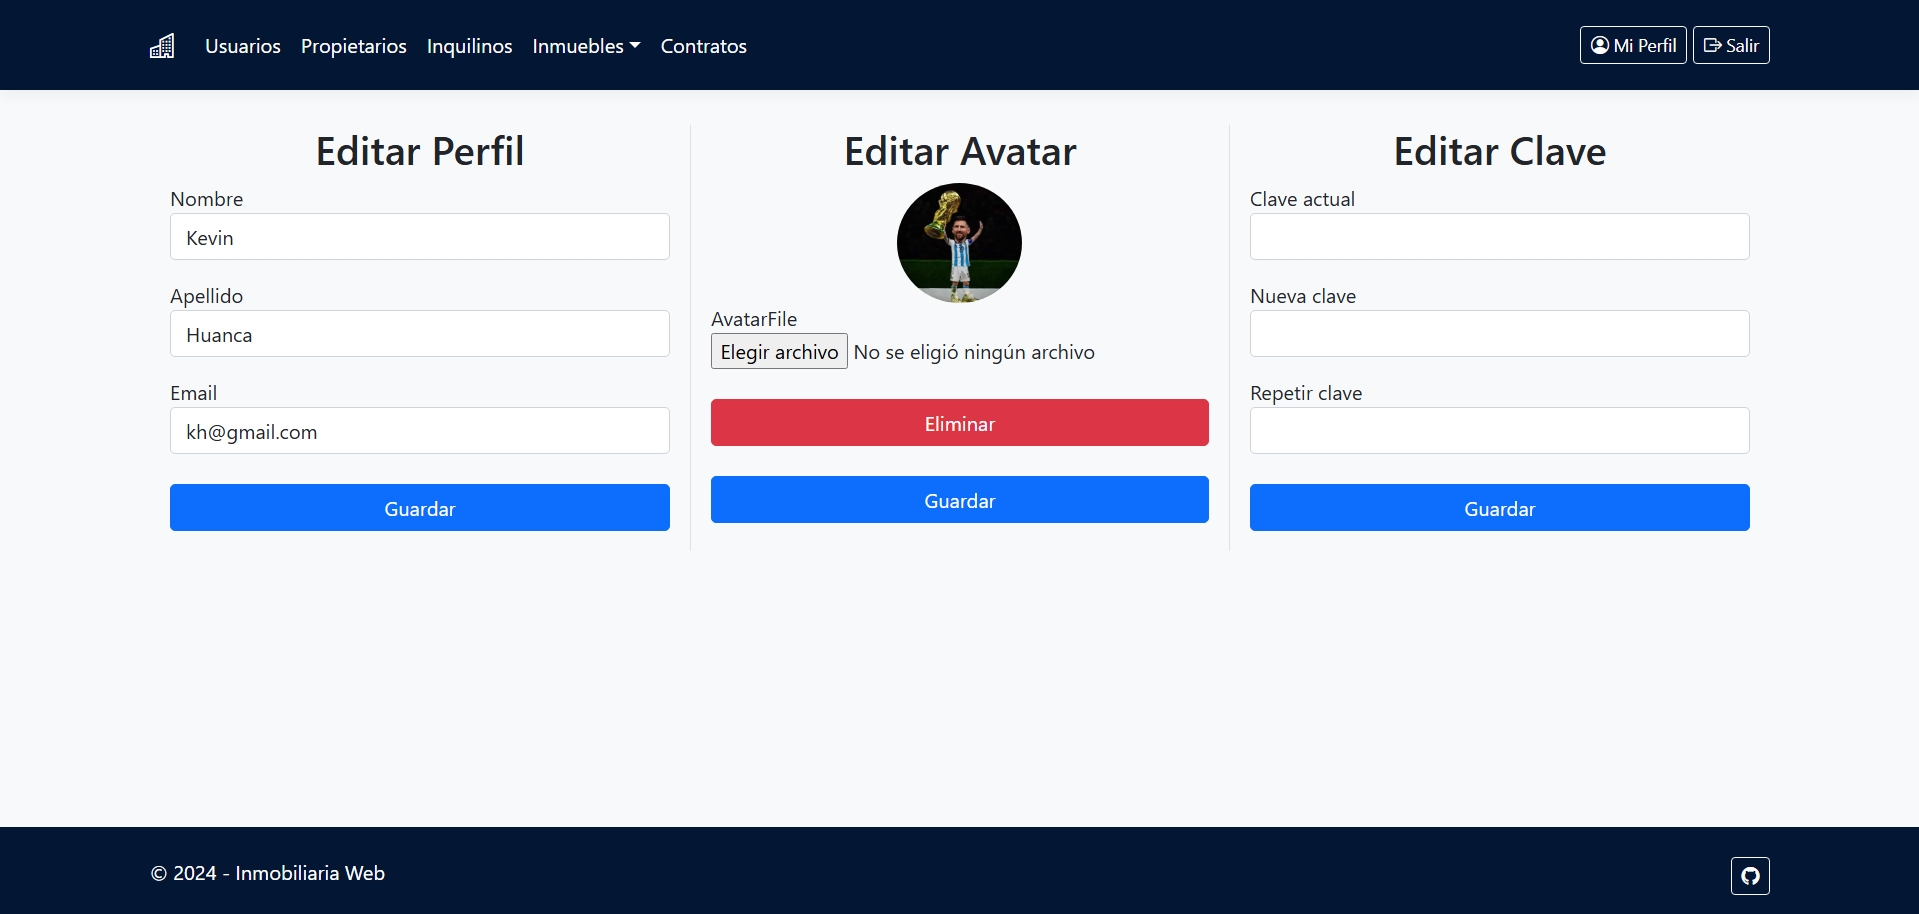 Usuarios Propietarios Inquilinos Inmuebles Contratos Mi Perfil Salir
Editar Perfil
Nombre
Kevin
Apellido
Huanca
Email
kh@gmail.com
Guardar
Editar Avatar
AvatarFile
Elegir archivo No se eligió ningún archivo
Eliminar
Guardar
Editar Clave
Clave actual
Nueva clave
Repetir clave
Guardar
© 2024 - Inmobiliaria Web